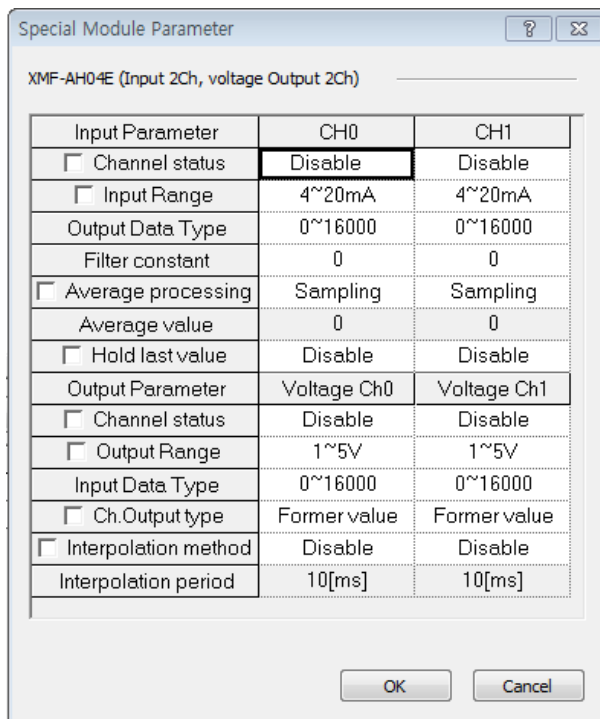 Special Module Parameter
XMF-AH04E (Input 2Ch, voltage Output 2Ch)
Input Parameter CH0 CH1
Channel status Disable Disable
Input Range 4~20mA 4~20mA
Output Data Type 0~16000 0~16000
Filter constant 0 0
Average processing Sampling Sampling
Average value 0 0
Hold last value Disable Disable
Output Parameter Voltage Ch0 Voltage Ch1
Channel status Disable Disable
Output Range 1~5V 1~5V
Input Data Type 0~16000 0~16000
Ch.Output type Former value Former value
Interpolation method Disable Disable
Interpolation period 10[ms] 10[ms]
OK Cancel